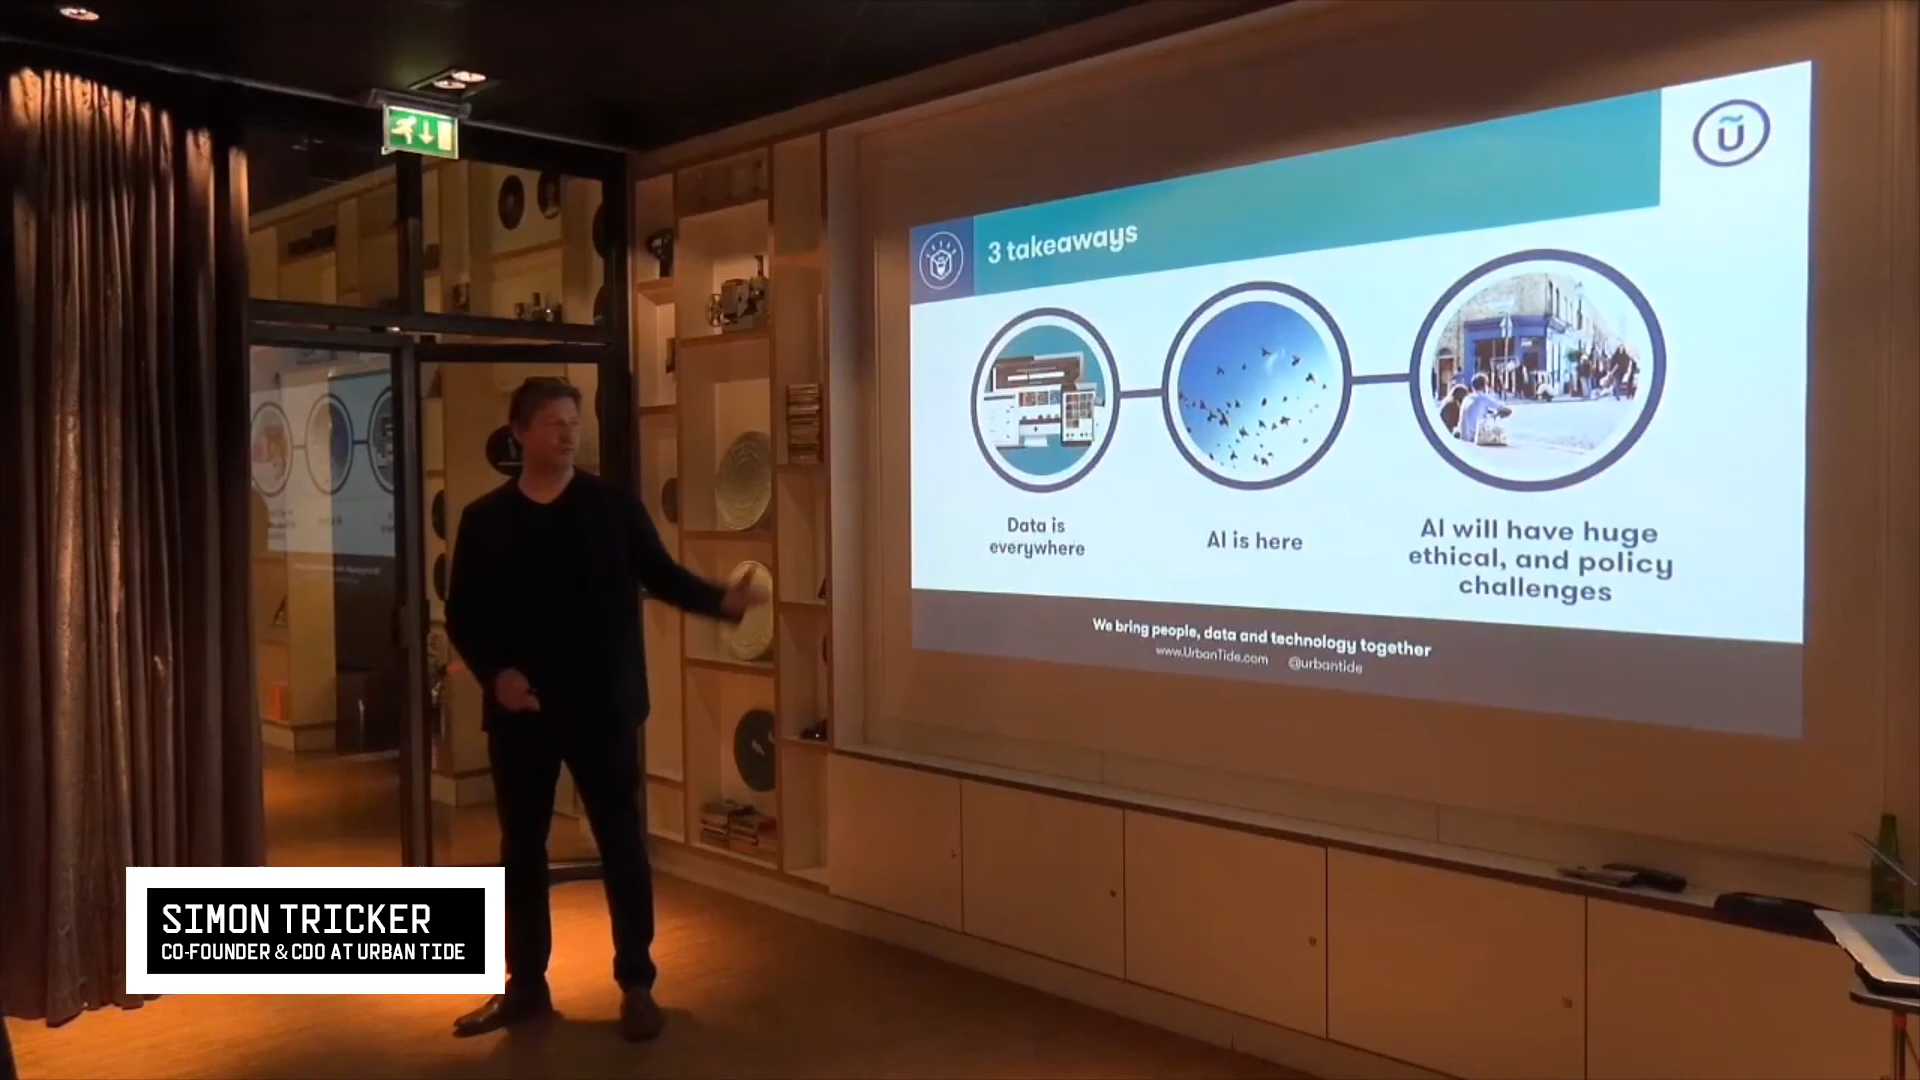 3 takeaways
Data is
everywhere
AI is here
AI will have huge
ethical, and policy
challenges
We bring people, data and technology together
www.UrbanTide.com @urbantide
SIMON TRICKER
CO-FOUNDER & CDO AT URBAN TIDE